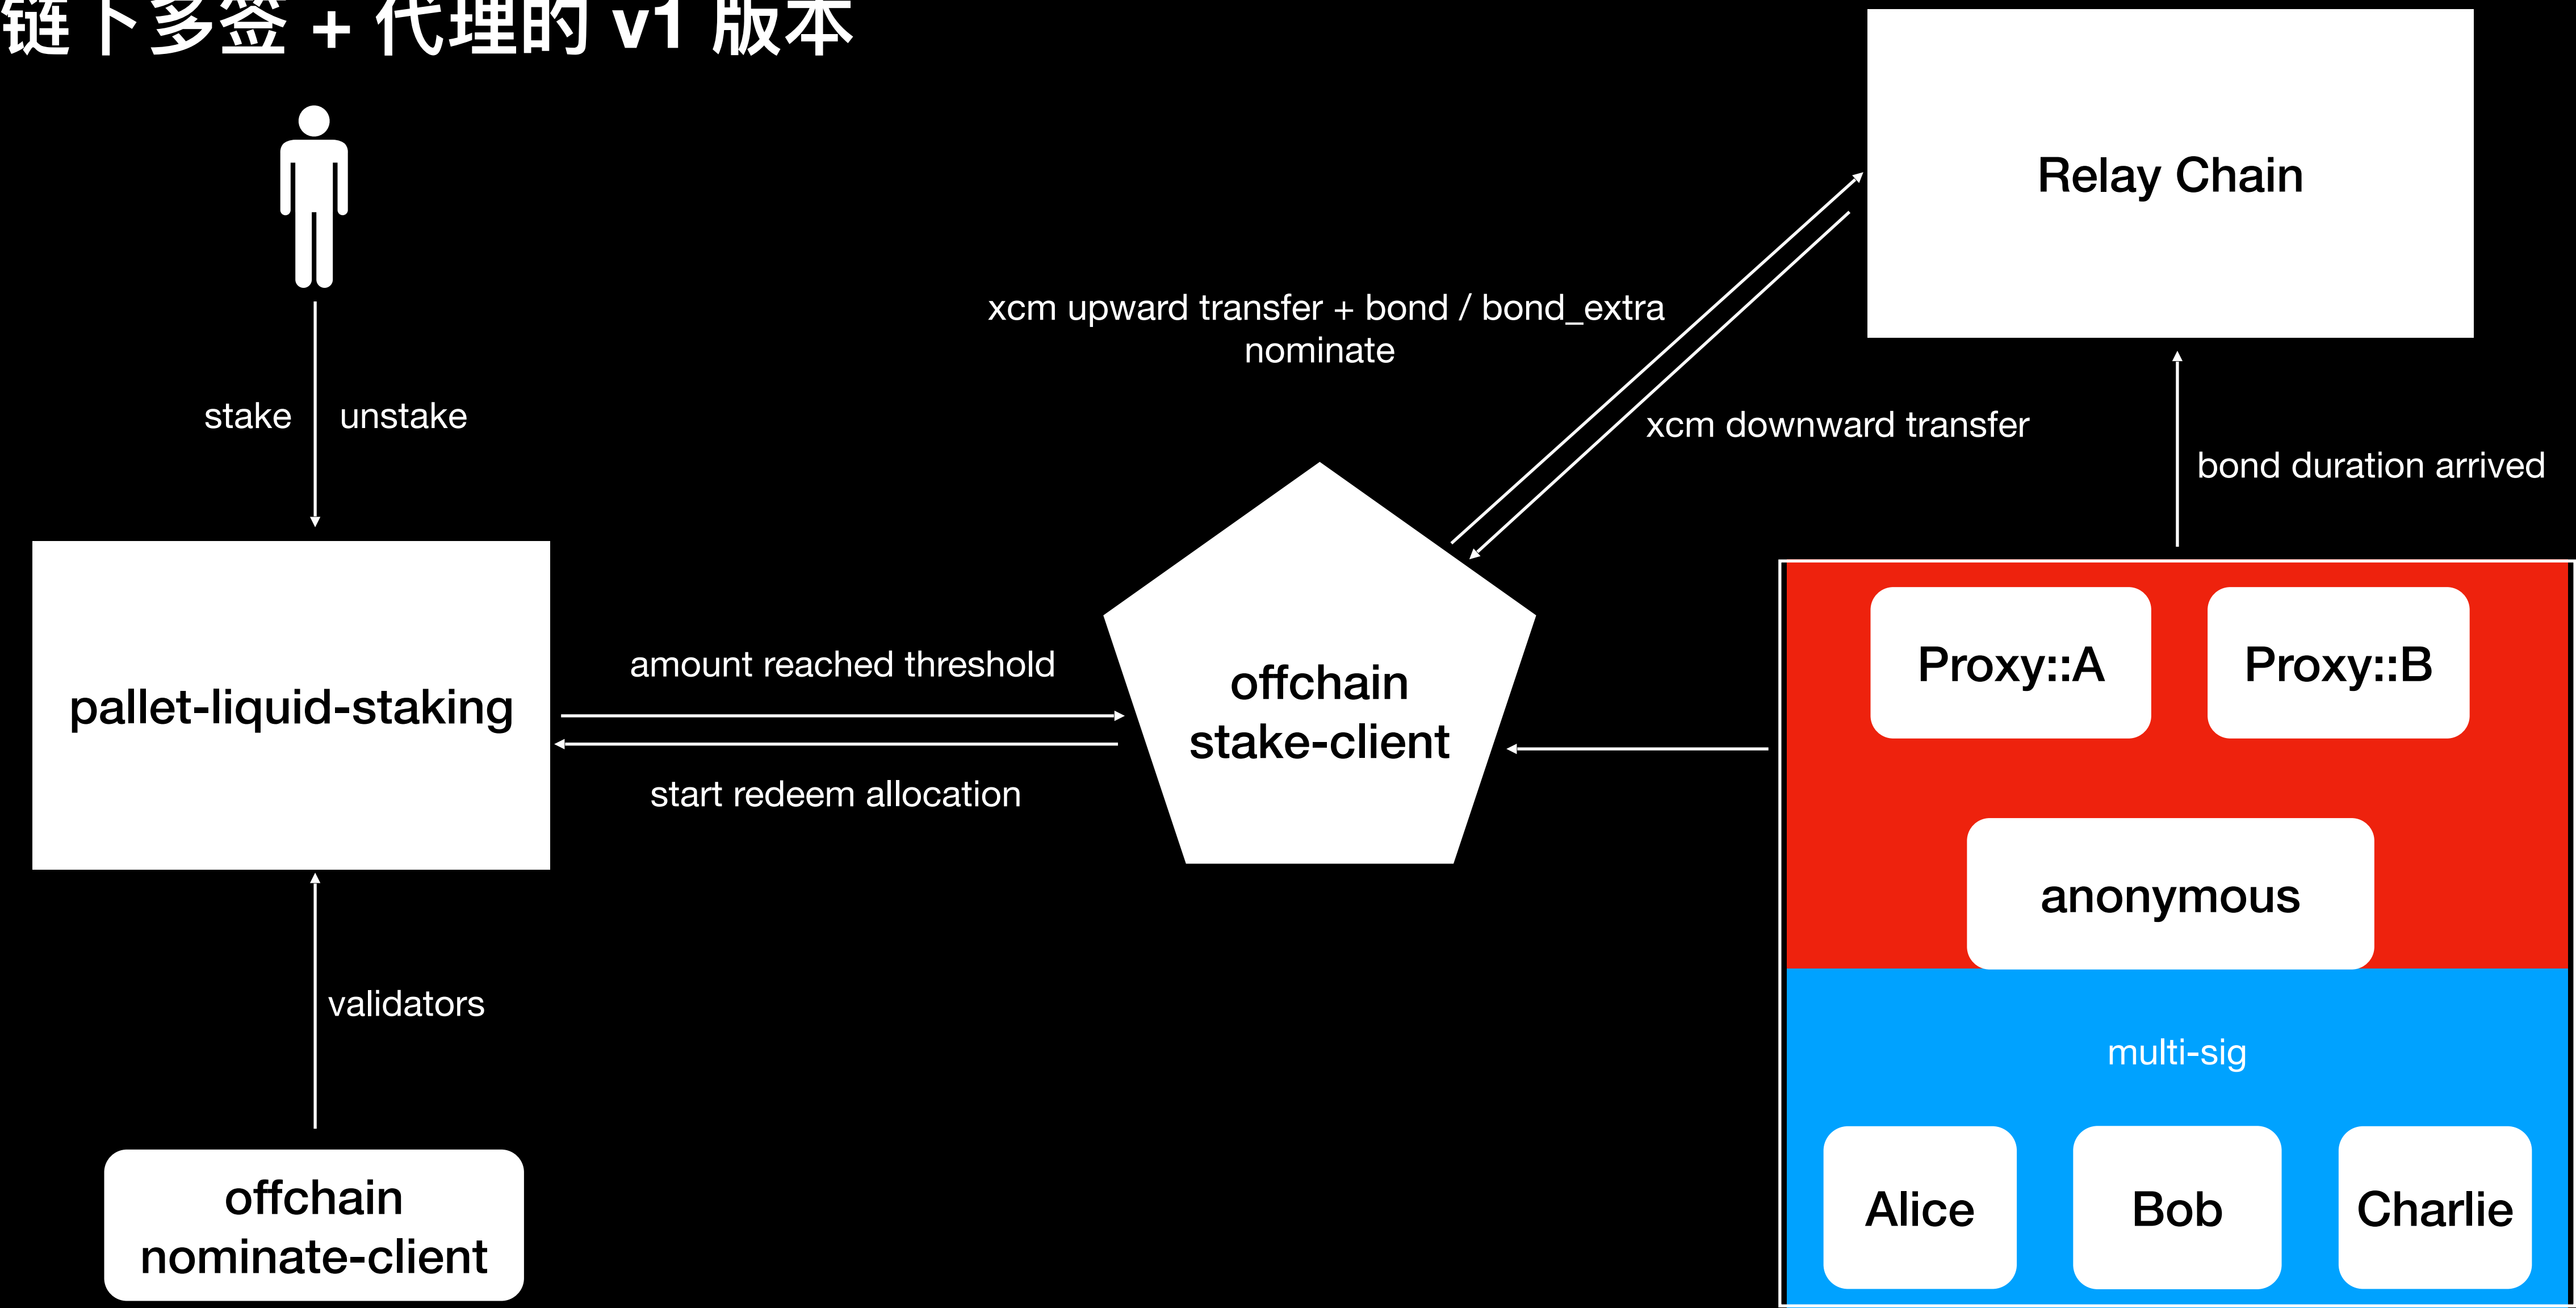 链下多签 + 代理的 v1 版本
Relay Chain
xcm upward transfer + bond / bond_extra
nominate
stake
unstake
xcm downward transfer
bond duration arrived
pallet-liquid-staking
amount reached threshold
start redeem allocation
offchain
stake-client
Proxy::A
Proxy::B
anonymous
validators
multi-sig
offchain
nominate-client
Alice
Bob
Charlie